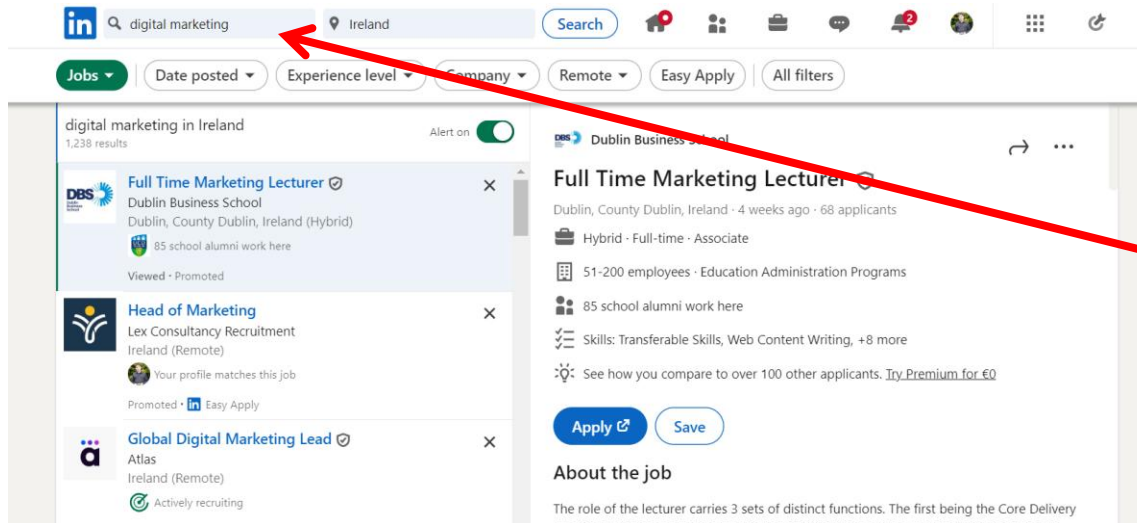 in
digital marketing
Ireland
Search
2
Jobs
Date posted
Experience level
Company
Remote
Easy Apply
All filters
digital marketing in Ireland
1,238 results
Alert on
DBS
Full Time Marketing Lecturer
Dublin Business School
Dublin, County Dublin, Ireland (Hybrid)
85 school alumni work here
Viewed · Promoted
Head of Marketing
Lex Consultancy Recruitment
Ireland (Remote)
Your profile matches this job
Promoted · in Easy Apply
ä
Global Digital Marketing Lead
Atlas
Ireland (Remote)
Actively recruiting
DBS
Dublin Business School
Full Time Marketing Lecturer
Dublin, County Dublin, Ireland · 4 weeks ago · 68 applicants
Hybrid · Full-time · Associate
51-200 employees · Education Administration Programs
85 school alumni work here
Skills: Transferable Skills, Web Content Writing, +8 more
See how you compare to over 100 other applicants. Try Premium for €0
Apply
Save
About the job
The role of the lecturer carries 3 sets of distinct functions. The first being the Core Delivery